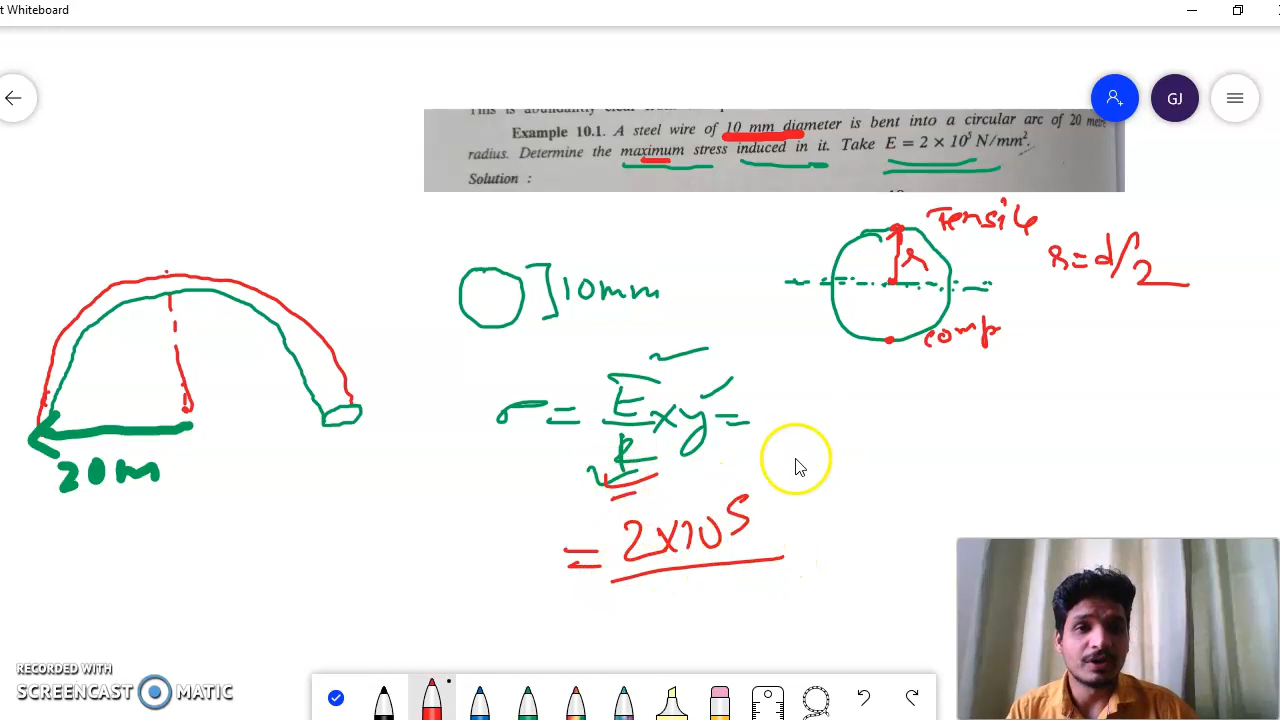 t Whiteboard
GJ
Example 10.1. A steel wire of 10 mm diameter is bent into a circular arc of 20 metre
radius. Determine the maximum stress induced in it. Take E = 2 × 10⁵ N/mm².
Solution :
Tensile
r
r = d/2
10mm
comp
σ = E/R × y =
20m
= 2×10⁵
RECORDED WITH
SCREENCAST MATIC